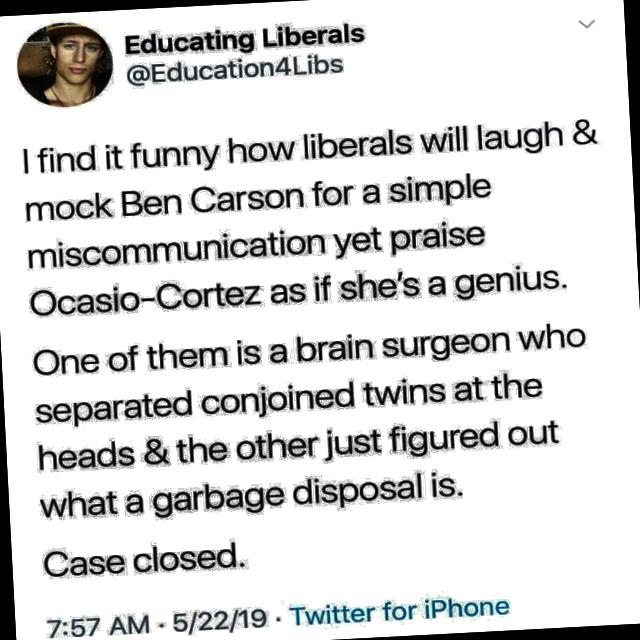 Educating Liberals
@Education4Libs
I find it funny how liberals will laugh &
mock Ben Carson for a simple
miscommunication yet praise
Ocasio-Cortez as if she's a genius.
One of them is a brain surgeon who
separated conjoined twins at the
heads & the other just figured out
what a garbage disposal is.
Case closed.
7:57 AM · 5/22/19 · Twitter for iPhone